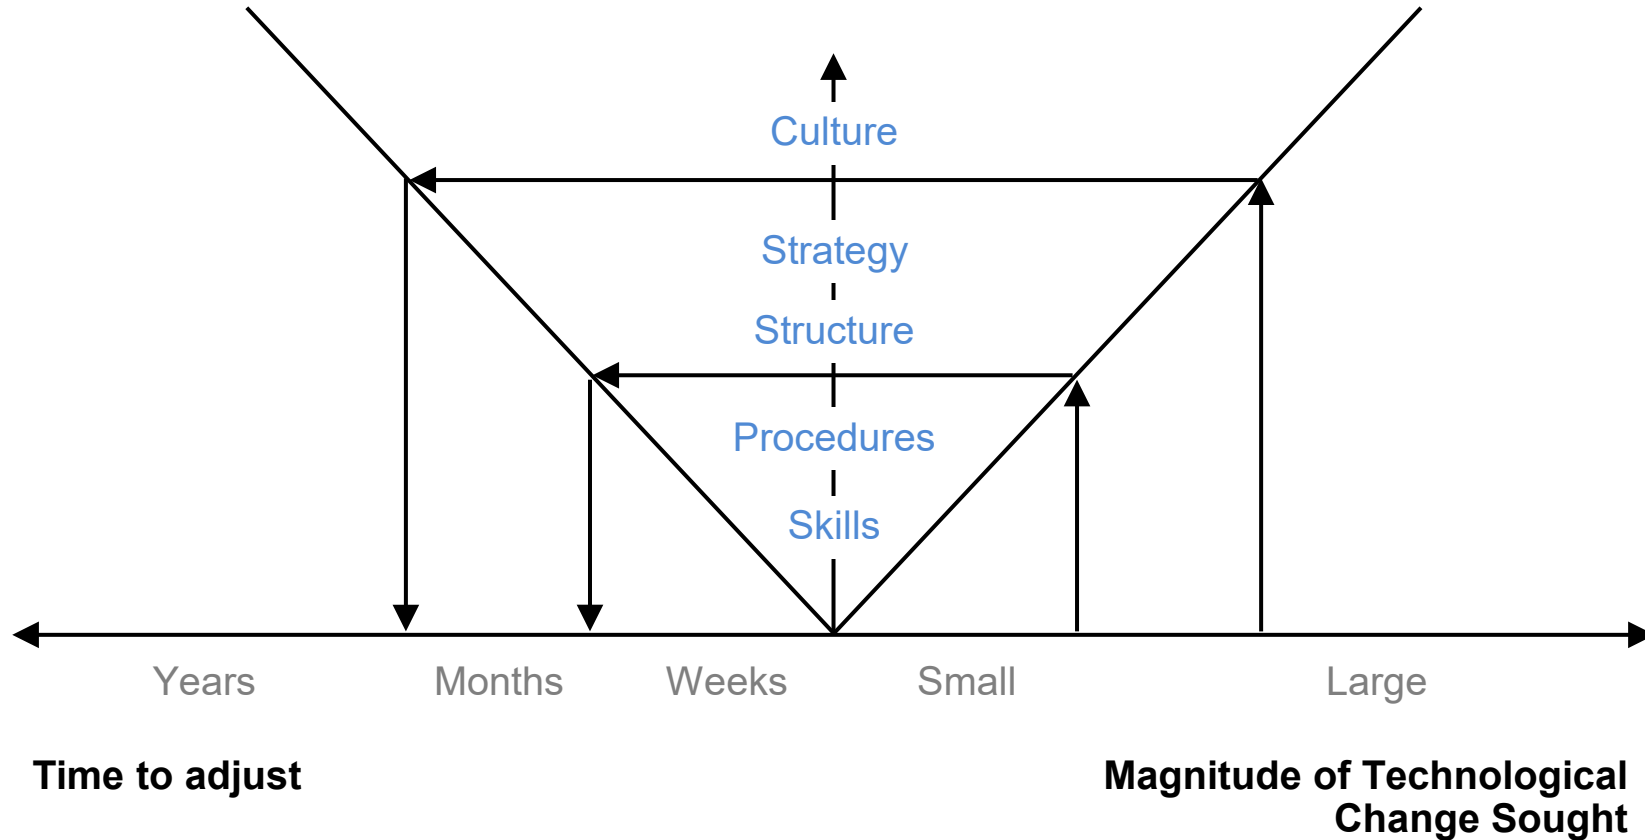 Culture
Strategy
Structure
Procedures
Skills
Years Months Weeks Small Large
Time to adjust
Magnitude of Technological
Change Sought